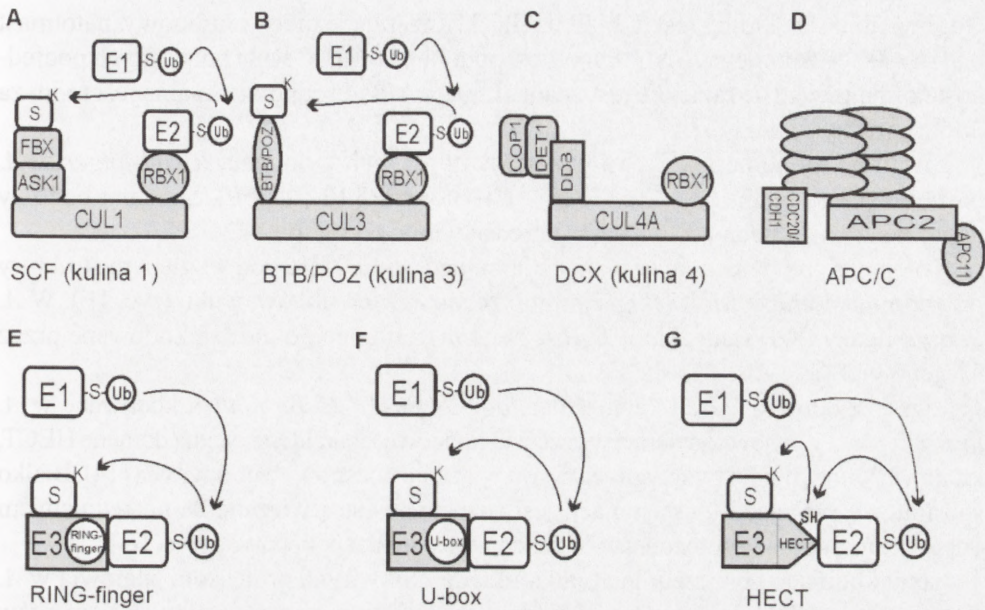 A
E1 -S- Ub
K
S
FBX
ASK1
E2 -S- Ub
RBX1
CUL1
SCF (kulina 1)
B
E1 -S- Ub
K
S
BTB/POZ
E2 -S- Ub
RBX1
CUL3
BTB/POZ (kulina 3)
C
COP1
DET1
DD3
RBX1
CUL4A
DCX (kulina 4)
D
CDC20/
CDH1
APC2
APC11
APC/C
E
E1 -S- Ub
K
S
E3
RING-
finger
E2 -S- Ub
RING-finger
F
E1 -S- Ub
K
S
E3
U-box
E2 -S- Ub
U-box
G
E1 -S- Ub
S
SH
E3
HECT
E2 -S- Ub
HECT